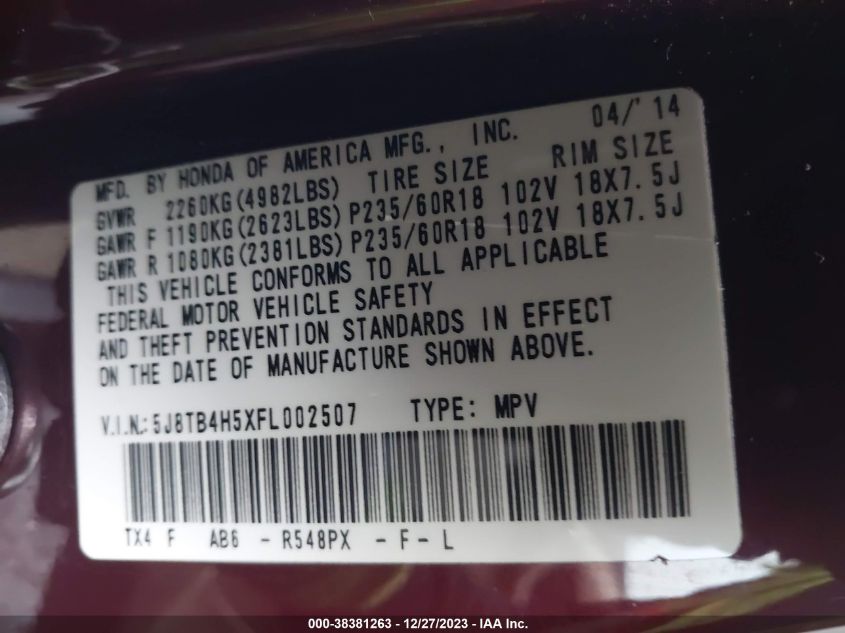 04/'14
MFD. BY HONDA OF AMERICA MFG., INC.
GVWR 2260KG(4982LBS) TIRE SIZE RIM SIZE
GAWR F 1190KG(2623LBS) P235/60R18 102V 18X7.5J
GAWR R 1080KG(2381LBS) P235/60R18 102V 18X7.5J
THIS VEHICLE CONFORMS TO ALL APPLICABLE
FEDERAL MOTOR VEHICLE SAFETY
AND THEFT PREVENTION STANDARDS IN EFFECT
ON THE DATE OF MANUFACTURE SHOWN ABOVE.
V.I.N.: 5J8TB4H5XFL002507 TYPE: MPV
TX4 F AB6 - R548PX - F - L
000-38381263 - 12/27/2023 - IAA Inc.